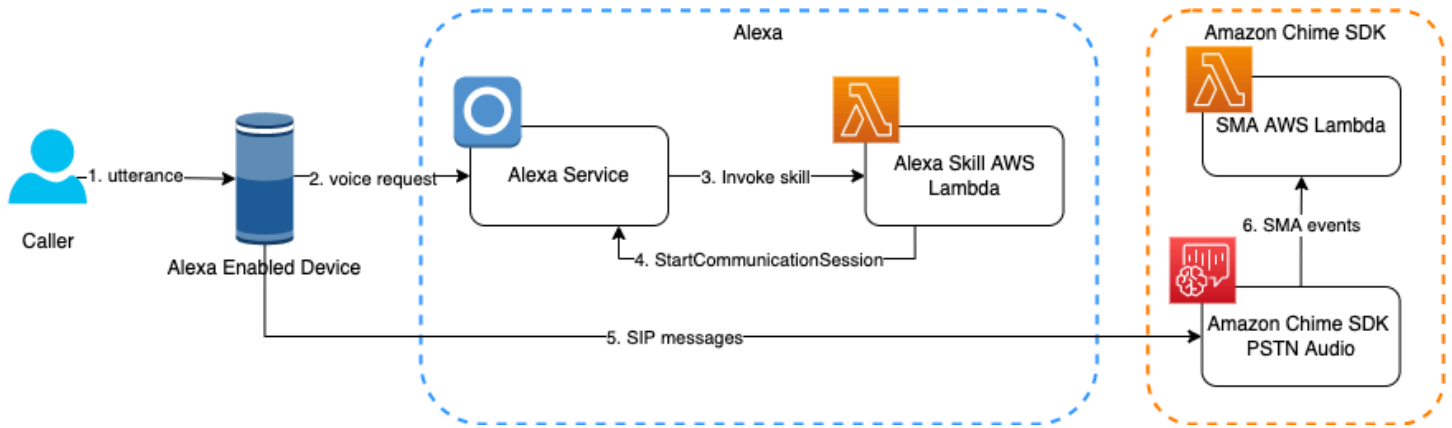 Alexa
Amazon Chime SDK
SMA AWS Lambda
1. utterance
2. voice request
Alexa Service
3. Invoke skill
Alexa Skill AWS
Lambda
Caller
Alexa Enabled Device
4. StartCommunicationSession
6. SMA events
5. SIP messages
Amazon Chime SDK
PSTN Audio